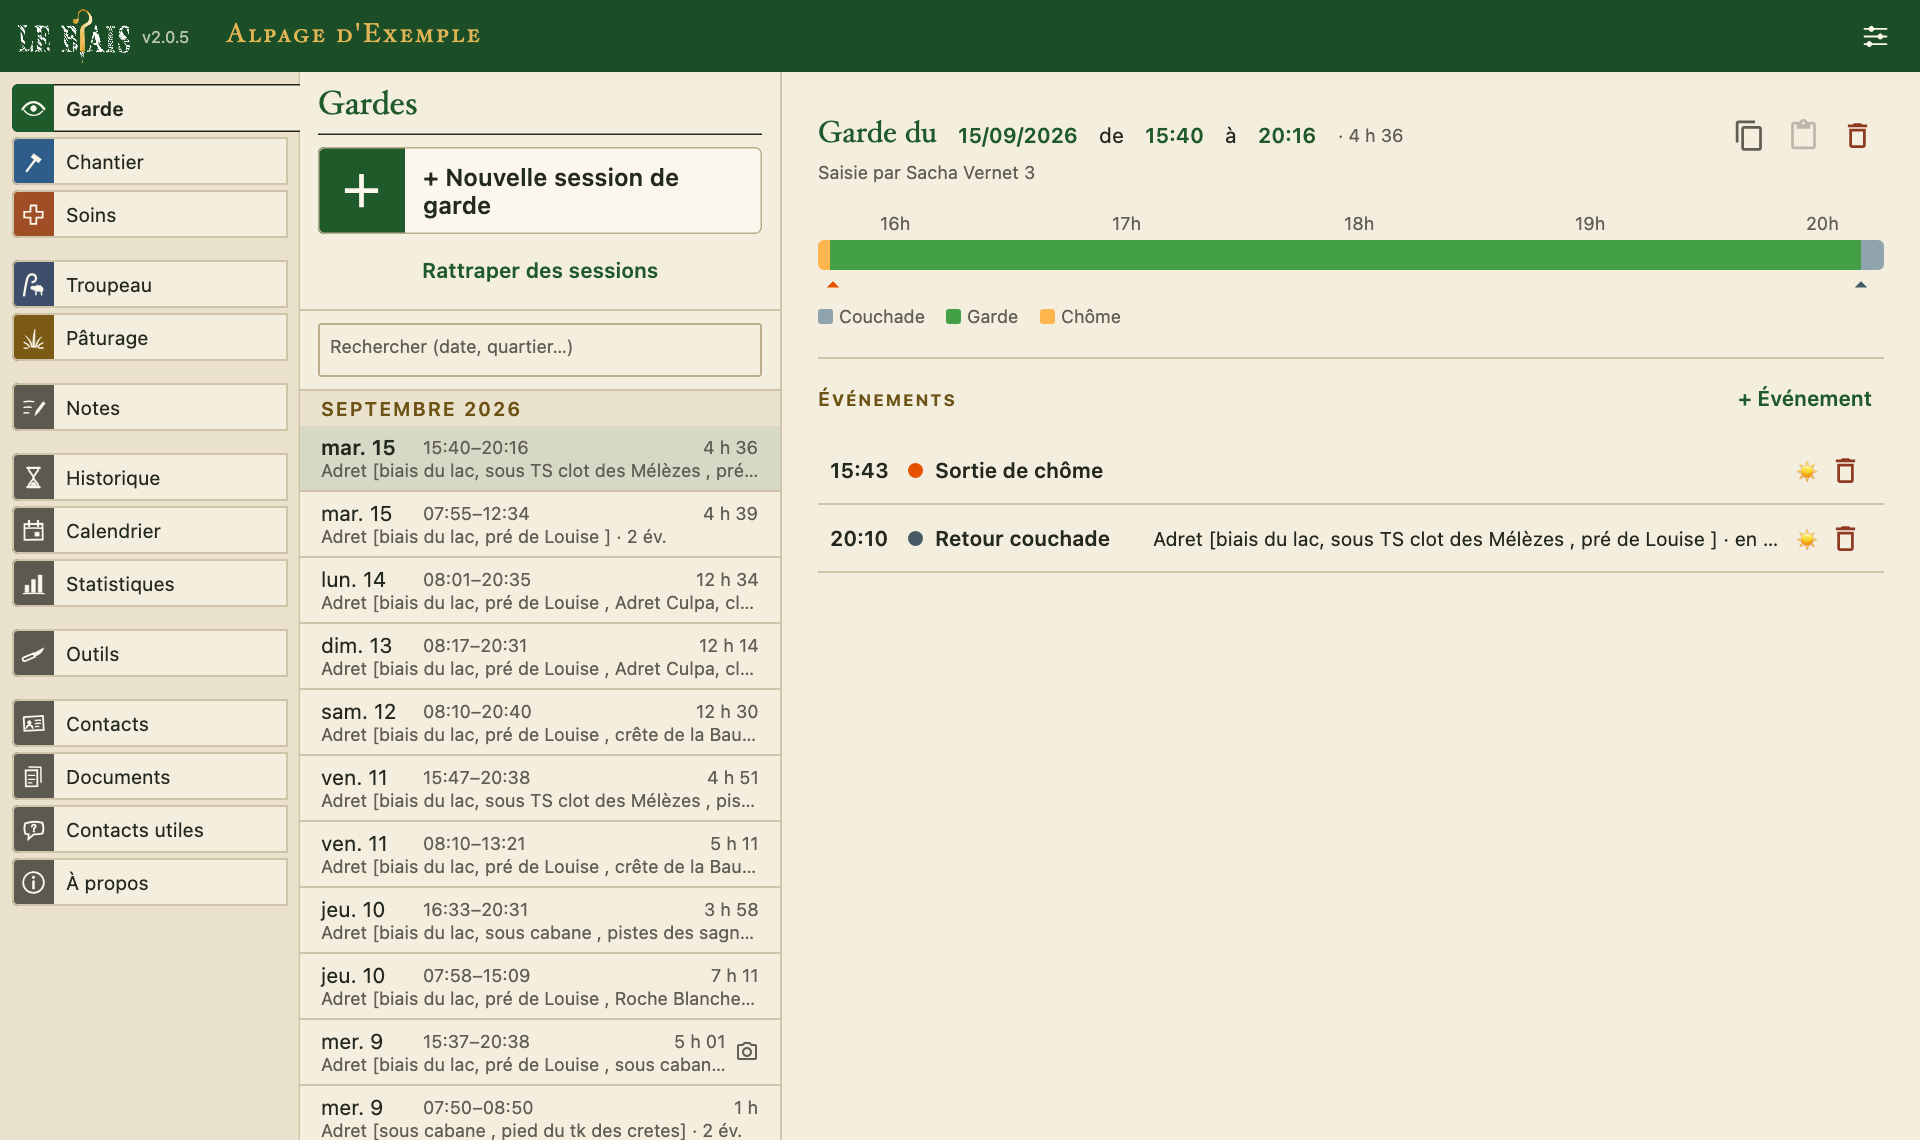 LE BIAIS v2.0.5 Alpage d'Exemple
Garde
Chantier
Soins
Troupeau
Pâturage
Notes
Historique
Calendrier
Statistiques
Outils
Contacts
Documents
Contacts utiles
À propos
Gardes
+ Nouvelle session de
garde
Rattraper des sessions
Rechercher (date, quartier…)
SEPTEMBRE 2026
mar. 15 15:40–20:16 4 h 36
Adret [biais du lac, sous TS clot des Mélèzes , pré…
mar. 15 07:55–12:34 4 h 39
Adret [biais du lac, pré de Louise ] · 2 év.
lun. 14 08:01–20:35 12 h 34
Adret [biais du lac, pré de Louise , Adret Culpa, cl…
dim. 13 08:17–20:31 12 h 14
Adret [biais du lac, pré de Louise , Adret Culpa, cl…
sam. 12 08:10–20:40 12 h 30
Adret [biais du lac, pré de Louise , crête de la Bau…
ven. 11 15:47–20:38 4 h 51
Adret [biais du lac, sous TS clot des Mélèzes , pis…
ven. 11 08:10–13:21 5 h 11
Adret [biais du lac, pré de Louise , crête de la Bau…
jeu. 10 16:33–20:31 3 h 58
Adret [biais du lac, sous cabane , pistes des sagn…
jeu. 10 07:58–15:09 7 h 11
Adret [biais du lac, pré de Louise , Roche Blanche…
mer. 9 15:37–20:38 5 h 01
Adret [biais du lac, pré de Louise , sous caban…
mer. 9 07:50–08:50 1 h
Adret [sous cabane , pied du tk des cretes] · 2 év.
Garde du 15/09/2026 de 15:40 à 20:16 · 4 h 36
Saisie par Sacha Vernet 3
16h 17h 18h 19h 20h
Couchade Garde Chôme
ÉVÉNEMENTS + Événement
15:43 Sortie de chôme
20:10 Retour couchade Adret [biais du lac, sous TS clot des Mélèzes , pré de Louise ] · en …